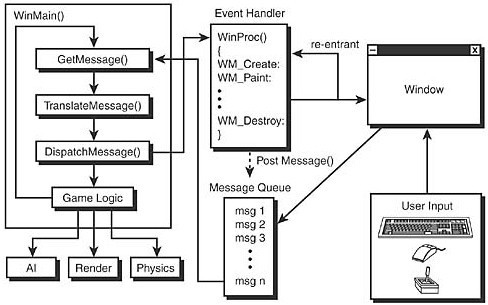 Event Handler
WinMain()
GetMessage()
TranslateMessage()
DispatchMessage()
Game Logic
AI
Render
Physics
WinProc()
{
WM_Create:
WM_Paint:
WM_Destroy:
}
re-entrant
Post Message()
Message Queue
msg 1
msg 2
msg 3
msg n
X
Window
User Input